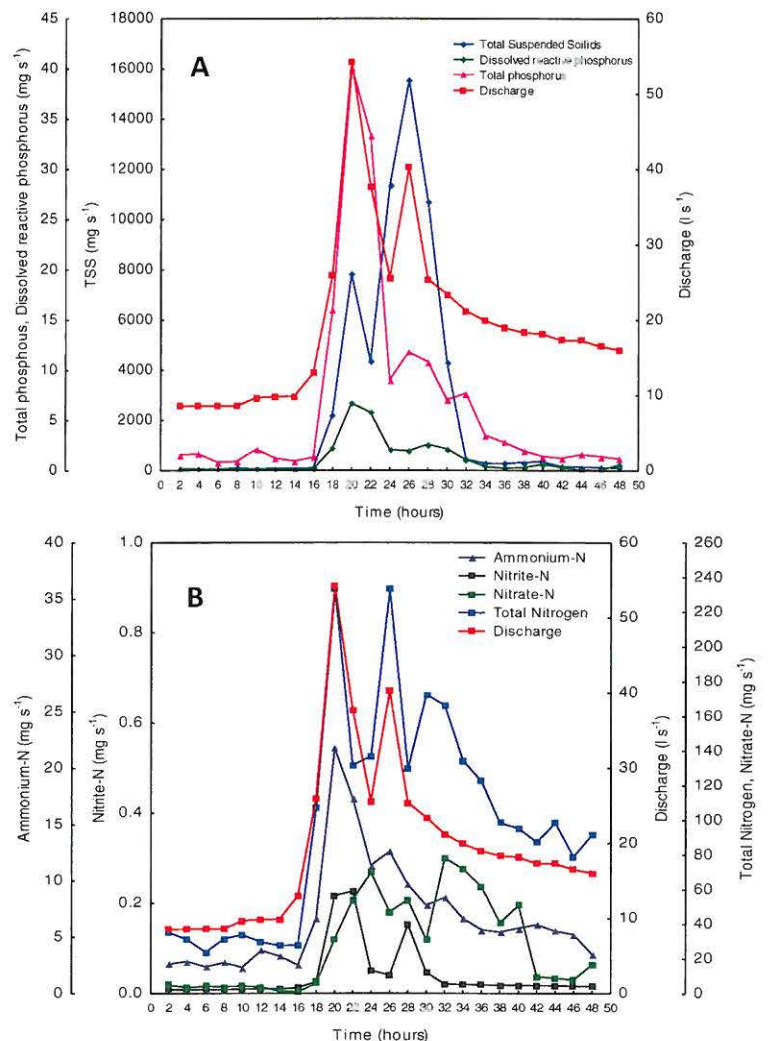 A
Total Suspended Soilids
Dissolved reactive phosphorus
Total phosphorus
Discharge
Total phosphous, Dissolved reactive phosphorus (mg s⁻¹)
45
40
35
30
25
20
15
10
5
0
TSS (mg s⁻¹)
18000
16000
14000
12000
10000
8000
6000
4000
2000
0
Discharge (l s⁻¹)
60
50
40
30
20
10
0
0 2 4 6 8 10 12 14 16 18 20 22 24 26 28 30 32 34 36 38 40 42 44 46 48 50
Time (hours)
B
Ammonium-N
Nitrite-N
Nitrate-N
Total Nitrogen
Discharge
Ammonium-N (mg s⁻¹)
40
35
30
25
20
15
10
5
0
Nitrite-N (mg s⁻¹)
1.0
0.8
0.6
0.4
0.2
0.0
Discharge (l s⁻¹)
60
50
40
30
20
10
0
Total Nitrogen, Nitrate-N (mg s⁻¹)
260
240
220
200
180
160
140
120
100
80
60
40
20
0
0 2 4 6 8 10 12 14 16 18 20 22 24 26 28 30 32 34 36 38 40 42 44 46 48 50
Time (hours)